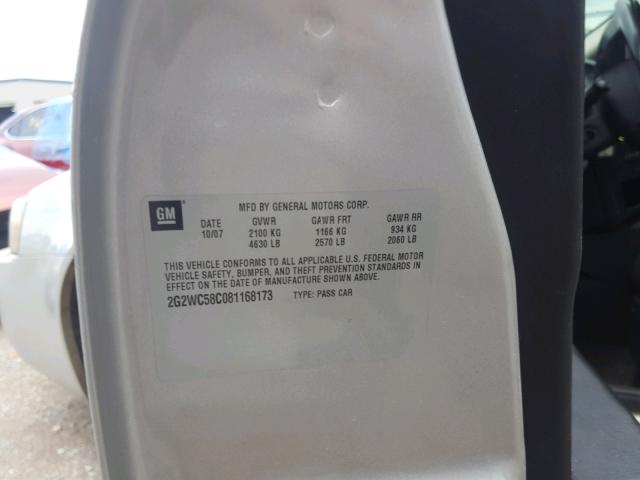 GM
MFD BY GENERAL MOTORS CORP.
DATE GVWR GAWR FRT GAWR RR
10/07 2100 KG 1166 KG 934 KG
4630 LB 2570 LB 2060 LB
THIS VEHICLE CONFORMS TO ALL APPLICABLE U.S. FEDERAL MOTOR
VEHICLE SAFETY, BUMPER, AND THEFT PREVENTION STANDARDS IN
EFFECT ON THE DATE OF MANUFACTURE SHOWN ABOVE.
2G2WC58C081168173 TYPE: PASS CAR